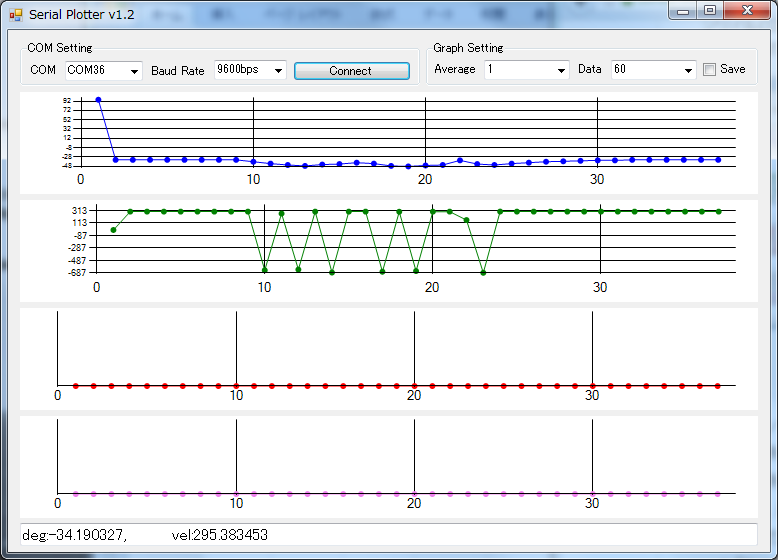 Serial Plotter v1.2
COM Setting
COM COM36 Baud Rate 9600bps Connect
Graph Setting
Average 1 Data 60 Save
92
72
52
32
12
-8
-28
-48
0 10 20 30
313
113
-87
-287
-487
-687
0 10 20 30
0 10 20 30
0 10 20 30
deg:-34.190327, vel:295.383453